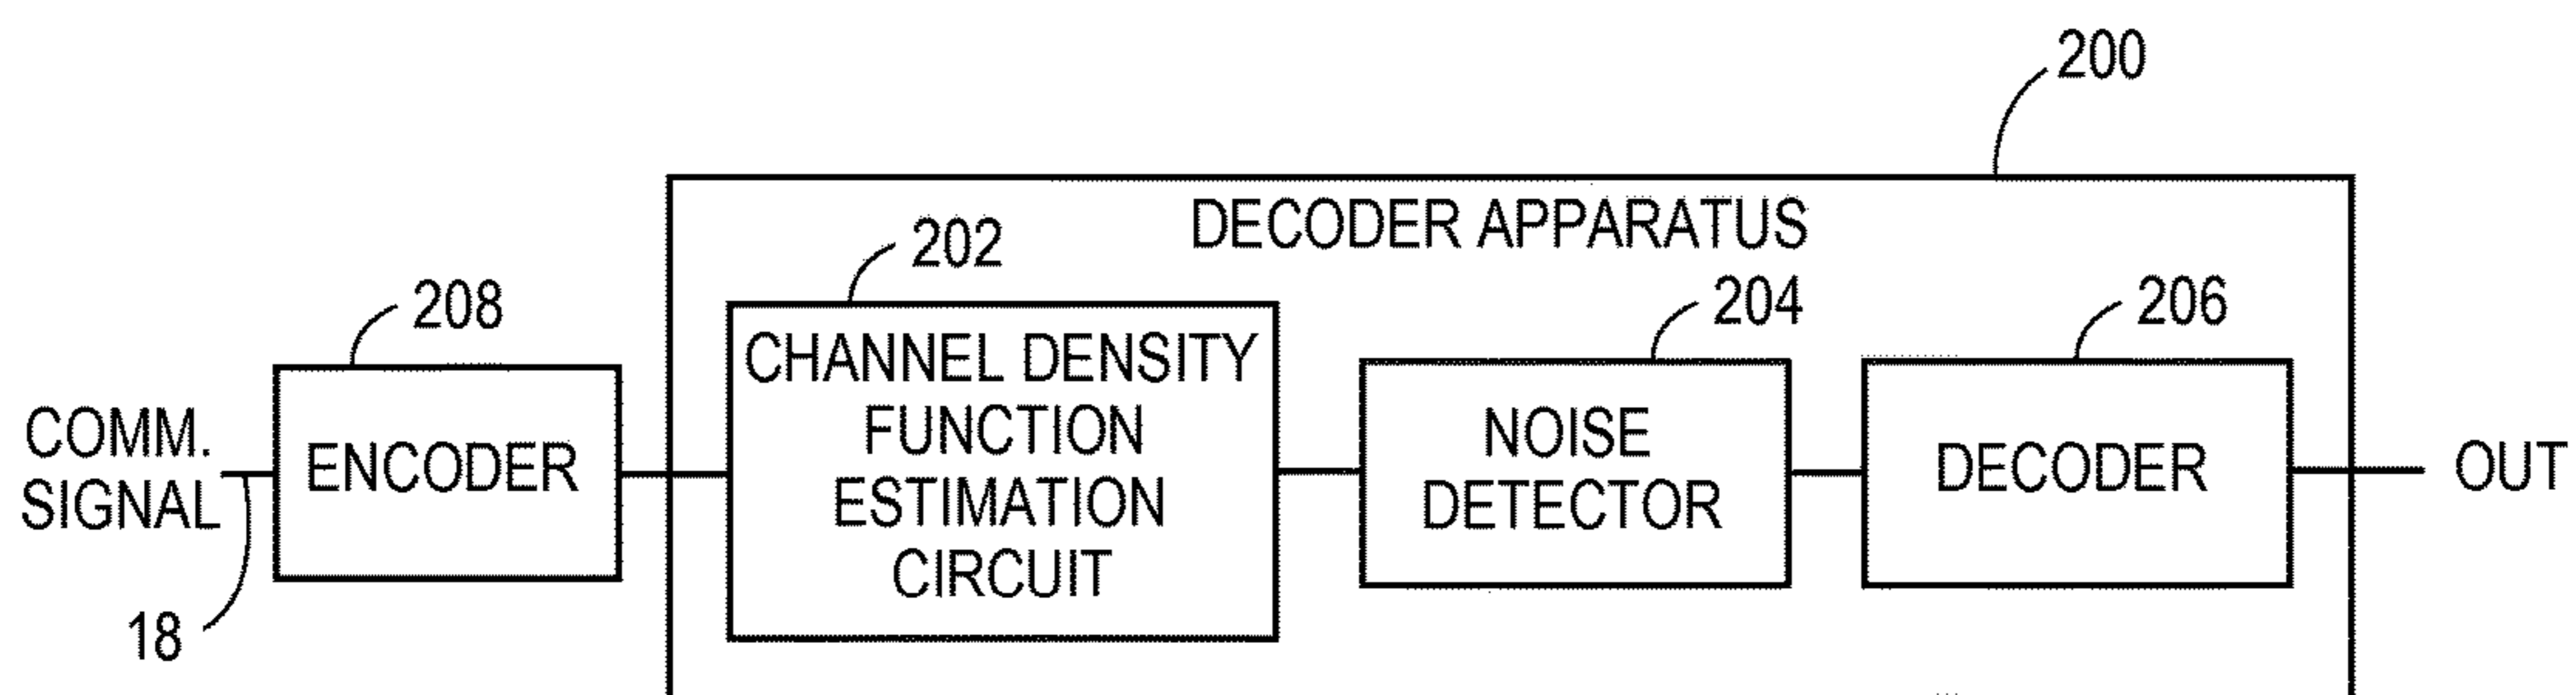 200
DECODER APPARATUS
202
208
204
206
CHANNEL DENSITY
FUNCTION
ESTIMATION
CIRCUIT
COMM.
SIGNAL
ENCODER
NOISE
DETECTOR
DECODER
OUT
18